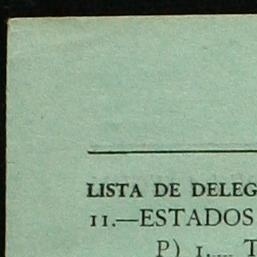 LISTA DE DELEG
11.—ESTADOS
P) 1.... T